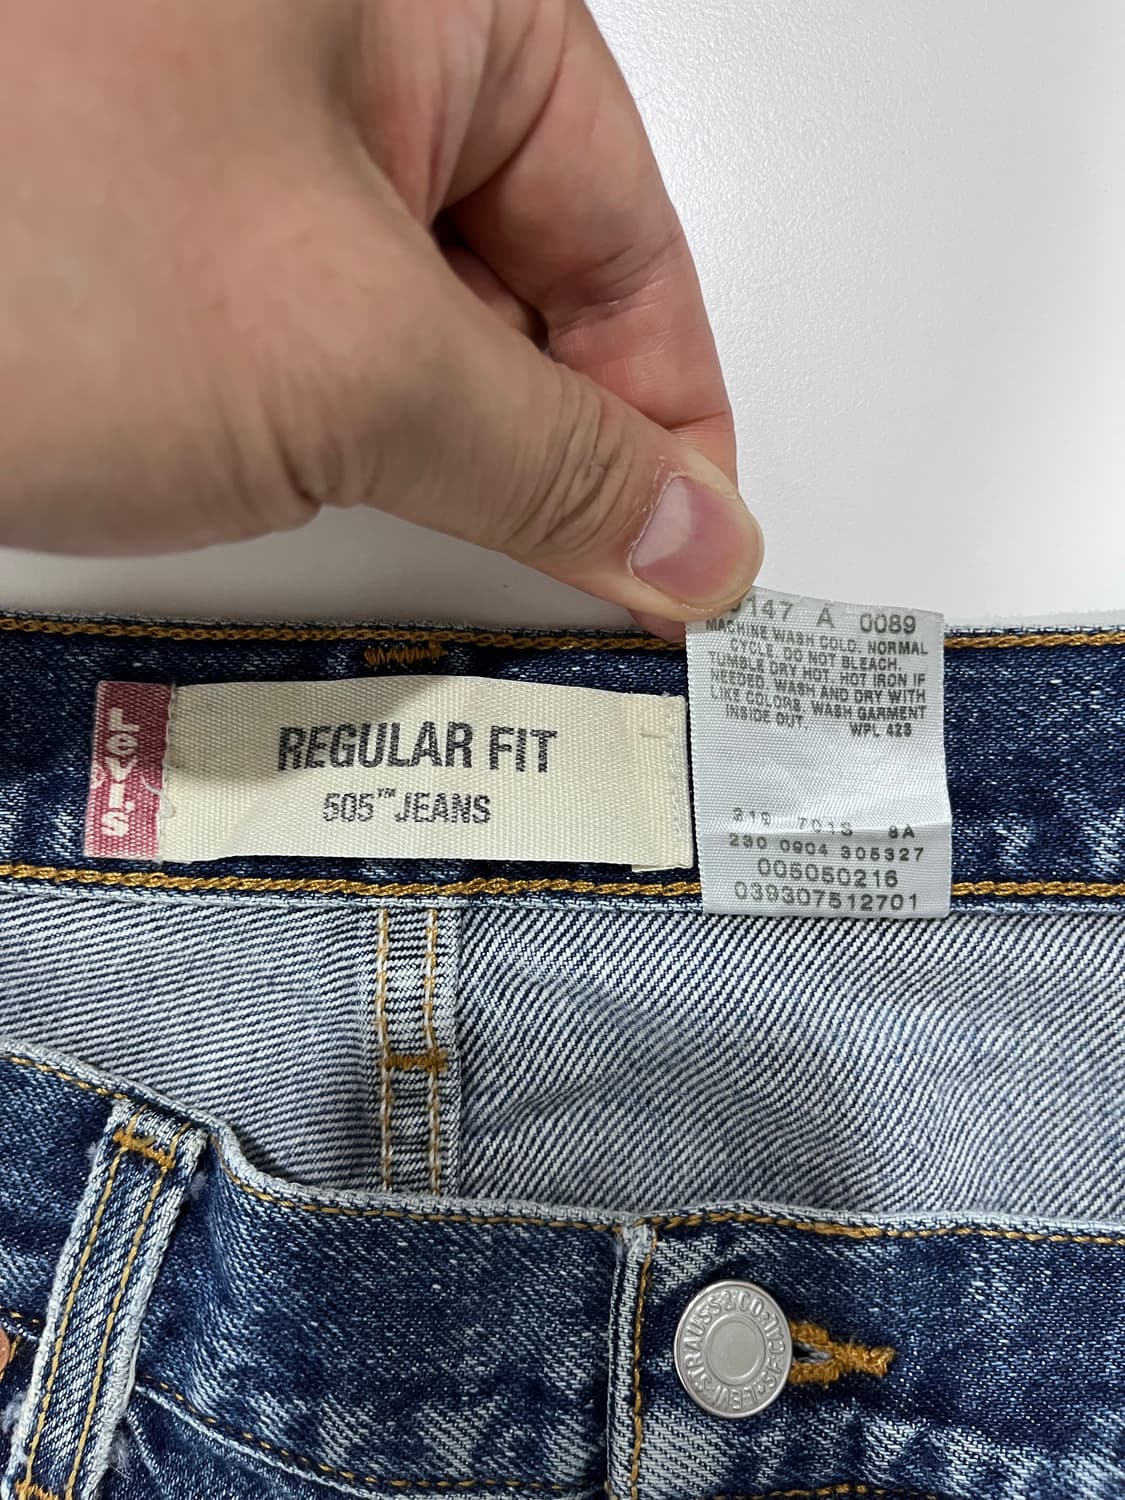 Levi's
REGULAR FIT
505™ JEANS
147 A 0089
MACHINE WASH COLD. NORMAL
CYCLE. DO NOT BLEACH.
TUMBLE DRY HOT. HOT IRON IF
NEEDED. WASH AND DRY WITH
LIKE COLORS. WASH GARMENT
INSIDE OUT.
WPL 423
701S
230 0904 305327
005050216
039307512701
LEVI STRAUSS & CO